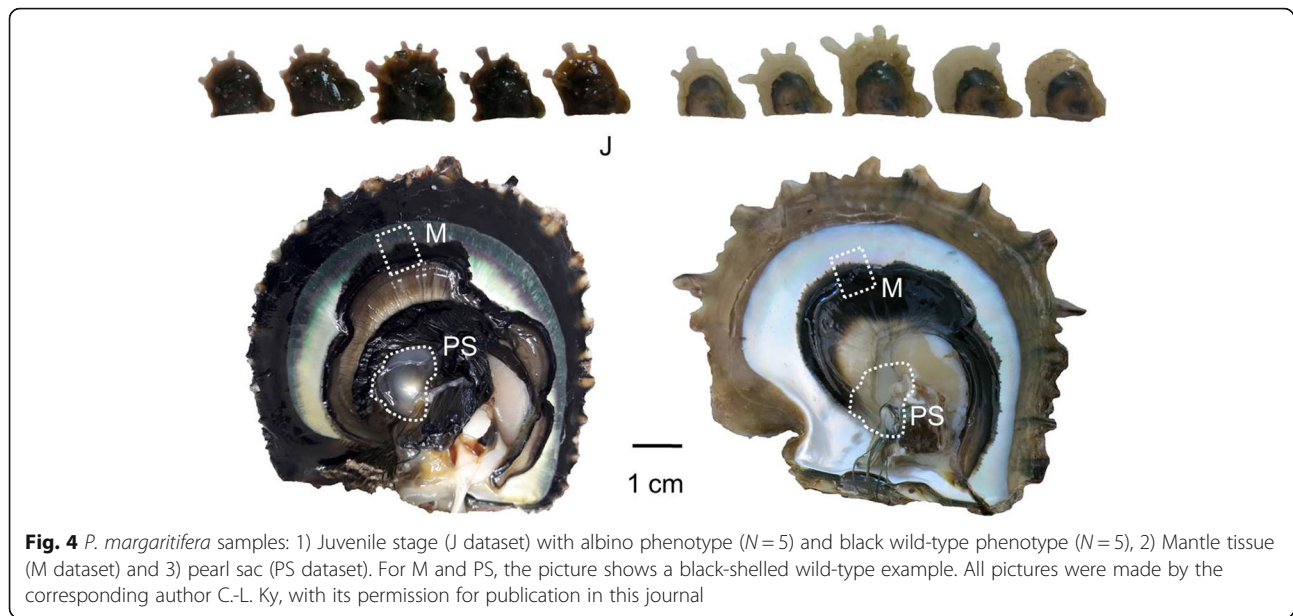 J
M
M
PS
PS
1 cm
Fig. 4 P. margaritifera samples: 1) Juvenile stage (J dataset) with albino phenotype (N = 5) and black wild-type phenotype (N = 5), 2) Mantle tissue
(M dataset) and 3) pearl sac (PS dataset). For M and PS, the picture shows a black-shelled wild-type example. All pictures were made by the
corresponding author C.-L. Ky, with its permission for publication in this journal